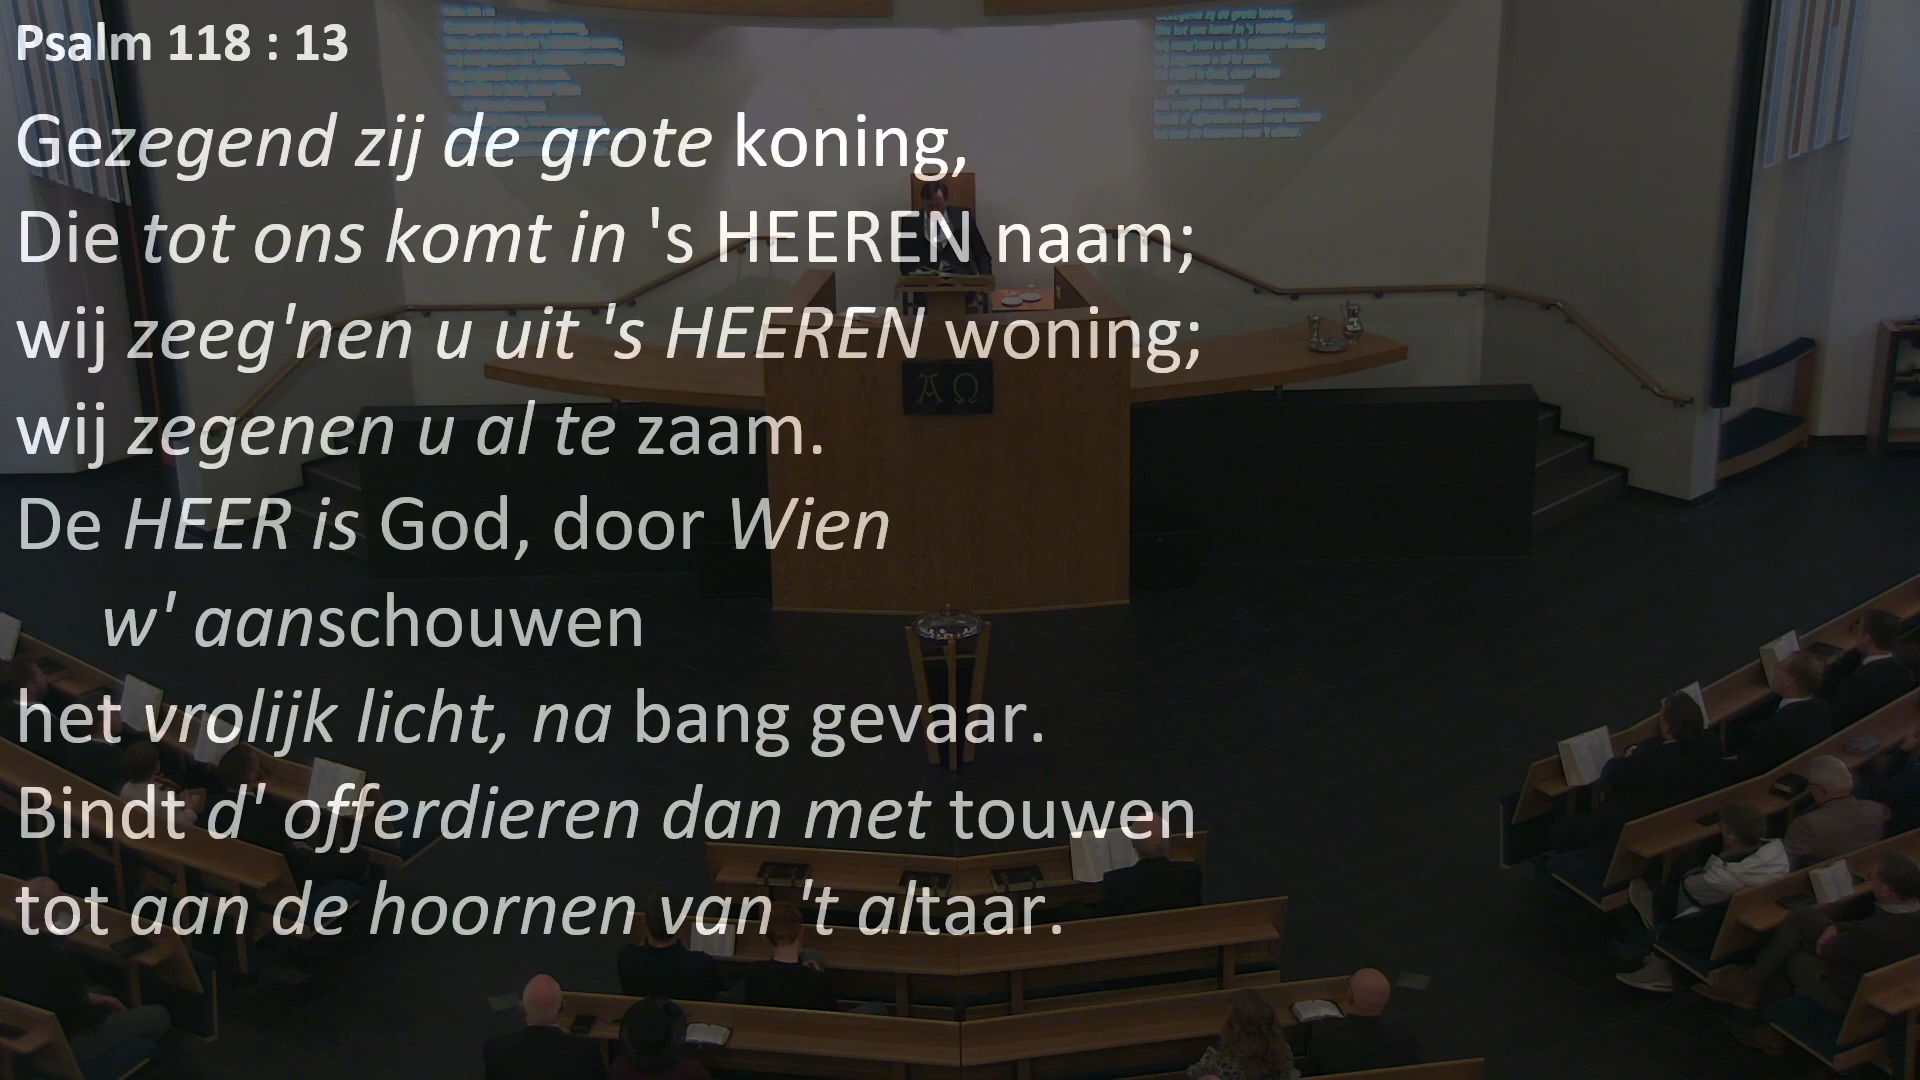 Psalm 118 : 13
Gezegend zij de grote koning,
Die tot ons komt in 's HEEREN naam;
wij zeeg'nen u uit 's HEEREN woning;
wij zegenen u al te zaam.
De HEER is God, door Wien
w' aanschouwen
het vrolijk licht, na bang gevaar.
Bindt d' offerdieren dan met touwen
tot aan de hoornen van 't altaar.
Α Ω